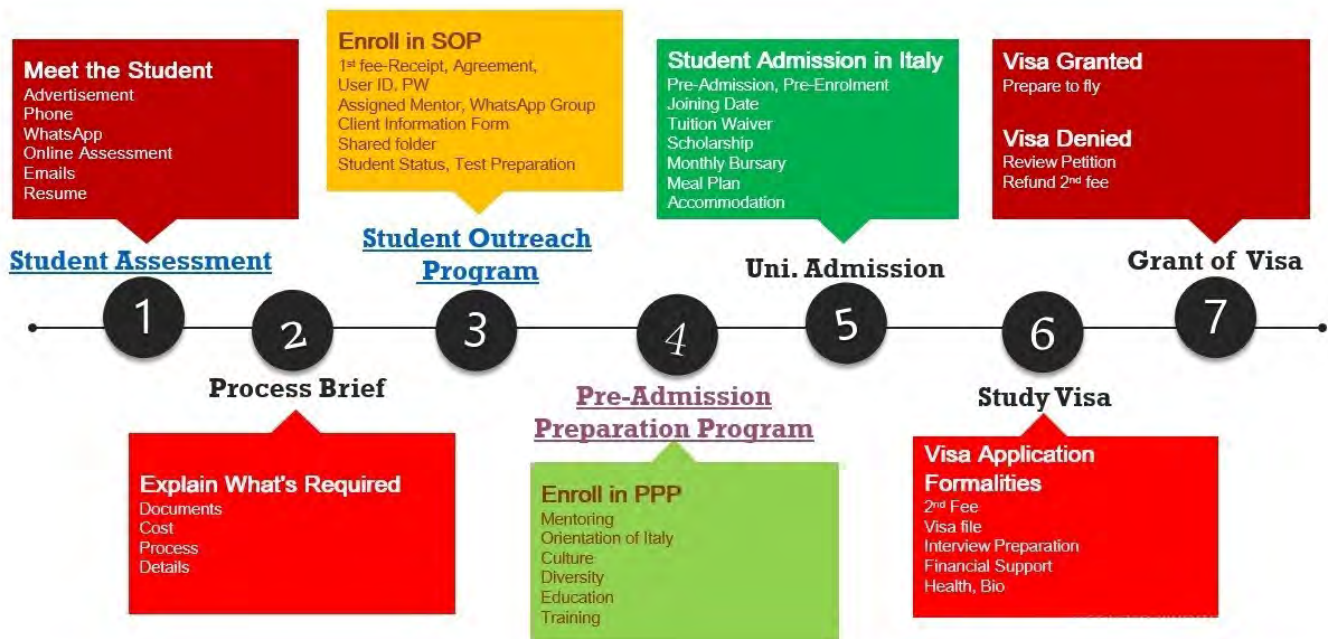 Meet the Student
Advertisement
Phone
WhatsApp
Online Assessment
Emails
Resume
Student Assessment
1
2
Process Brief
Explain What's Required
Documents
Cost
Process
Details
Enroll in SOP
1st fee-Receipt, Agreement,
User ID, PW
Assigned Mentor, WhatsApp Group
Client Information Form
Shared folder
Student Status, Test Preparation
Student Outreach
Program
3
4
Pre-Admission
Preparation Program
Enroll in PPP
Mentoring
Orientation of Italy
Culture
Diversity
Education
Training
Student Admission in Italy
Pre-Admission, Pre-Enrolment
Joining Date
Tuition Waiver
Scholarship
Monthly Bursary
Meal Plan
Accommodation
Uni. Admission
5
6
Study Visa
Visa Application
Formalities
2nd Fee
Visa file
Interview Preparation
Financial Support
Health, Bio
Visa Granted
Prepare to fly
Visa Denied
Review Petition
Refund 2nd fee
Grant of Visa
7